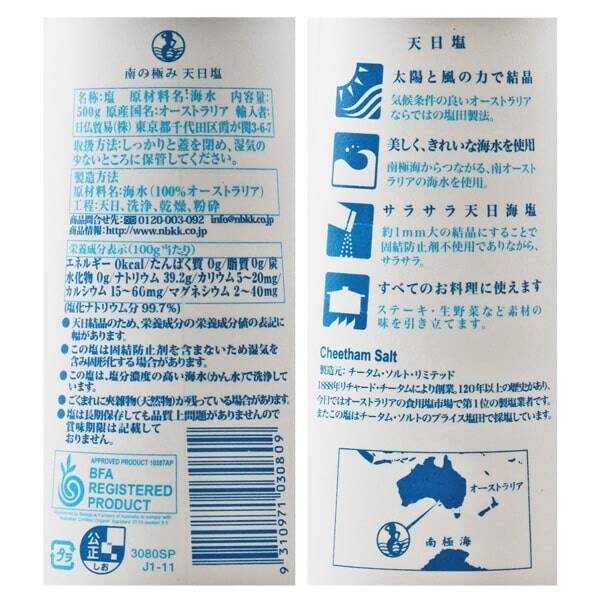 南の極み 天日塩
名称:塩 原材料名:海水 内容量:
500g 原産国名:オーストラリア 輸入者:
日仏貿易(株) 東京都千代田区霞が関3-6-7
取扱方法:しっかりと蓋を閉め、湿気の
少ないところに保管してください。
製造方法
原材料名:海水(100%オーストラリア)
工程:天日、洗浄、乾燥、粉砕
商品問合せ先:0120-003-092 info@nbkk.co.jp
商品情報:http://www.nbkk.co.jp
栄養成分表示(100g当たり)
エネルギー 0kcal/たんぱく質 0g/脂質 0g/炭
水化物 0g/ナトリウム 39.2g/カリウム 5~20mg/
カルシウム 15~60mg/マグネシウム 2~40mg
(塩化ナトリウム分 99.7%)
●天日結晶のため、栄養成分の栄養成分値の表記に
幅があります。
●この塩は固結防止剤を含まないため湿気を
含み固形化する場合があります。
●この塩は、塩分濃度の高い海水(かん水)で洗浄して
います。
●ごくまれに夾雑物(天然物)が残っている場合があります。
●塩は長期保存しても品質上問題がありませんので
賞味期限は記載して
おりません。
APPROVED PRODUCT 10387AP
BFA
REGISTERED
PRODUCT
9310971030809
プラ
公正
しお
3080SP
J1-11
天日塩
太陽と風の力で結晶
気候条件の良いオーストラリア
ならではの塩田製法。
美しく、きれいな海水を使用
南極海からつながる、南オースト
ラリアの海水を使用。
サラサラ天日海塩
約1mm大の結晶にすることで
固結防止剤不使用でありながら、
サラサラ。
すべてのお料理に使えます
ステーキ・生野菜など素材の
味を引き立てます。
Cheetham Salt
製造元:チータム・ソルト・リミテッド
1888年リチャード・チータムにより創業、120年以上の歴史があり、
今日ではオーストラリアの食用塩市場で第1位の製塩業者です。
またこの塩はチータム・ソルトのプライス塩田で採塩しています。
オーストラリア
南極海